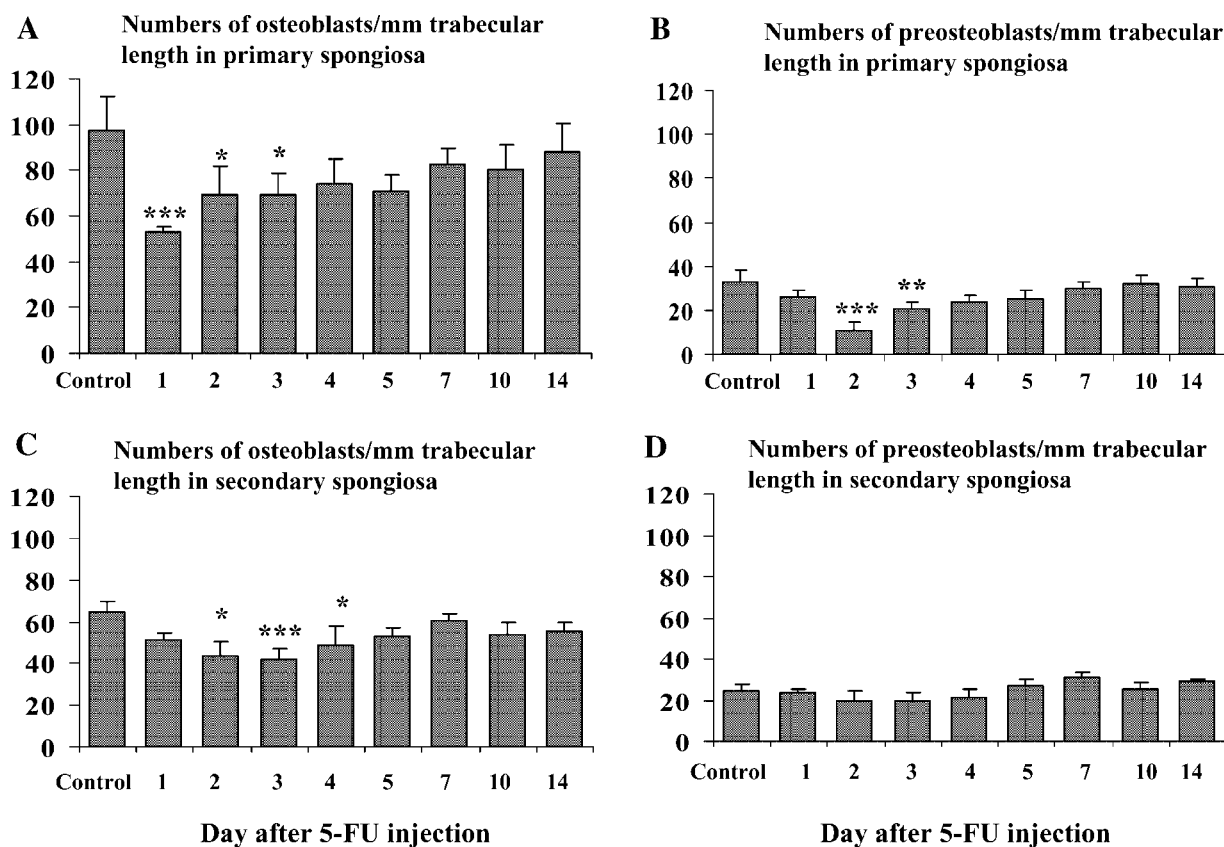 A
Numbers of osteoblasts/mm trabecular
length in primary spongiosa
120
100
80
60
40
20
0
***
*
*
Control 1 2 3 4 5 7 10 14
B
Numbers of preosteoblasts/mm trabecular
length in primary spongiosa
120
100
80
60
40
20
0
***
**
Control 1 2 3 4 5 7 10 14
C
Numbers of osteoblasts/mm trabecular
length in secondary spongiosa
120
100
80
60
40
20
0
*
***
*
Control 1 2 3 4 5 7 10 14
Day after 5-FU injection
D
Numbers of preosteoblasts/mm trabecular
length in secondary spongiosa
120
100
80
60
40
20
0
Control 1 2 3 4 5 7 10 14
Day after 5-FU injection